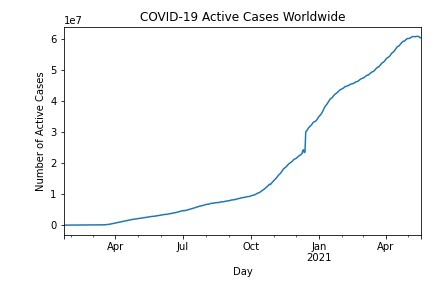 COVID-19 Active Cases Worldwide
1e7
6
5
4
3
2
1
0
Number of Active Cases
Apr Jul Oct Jan Apr
2021
Day